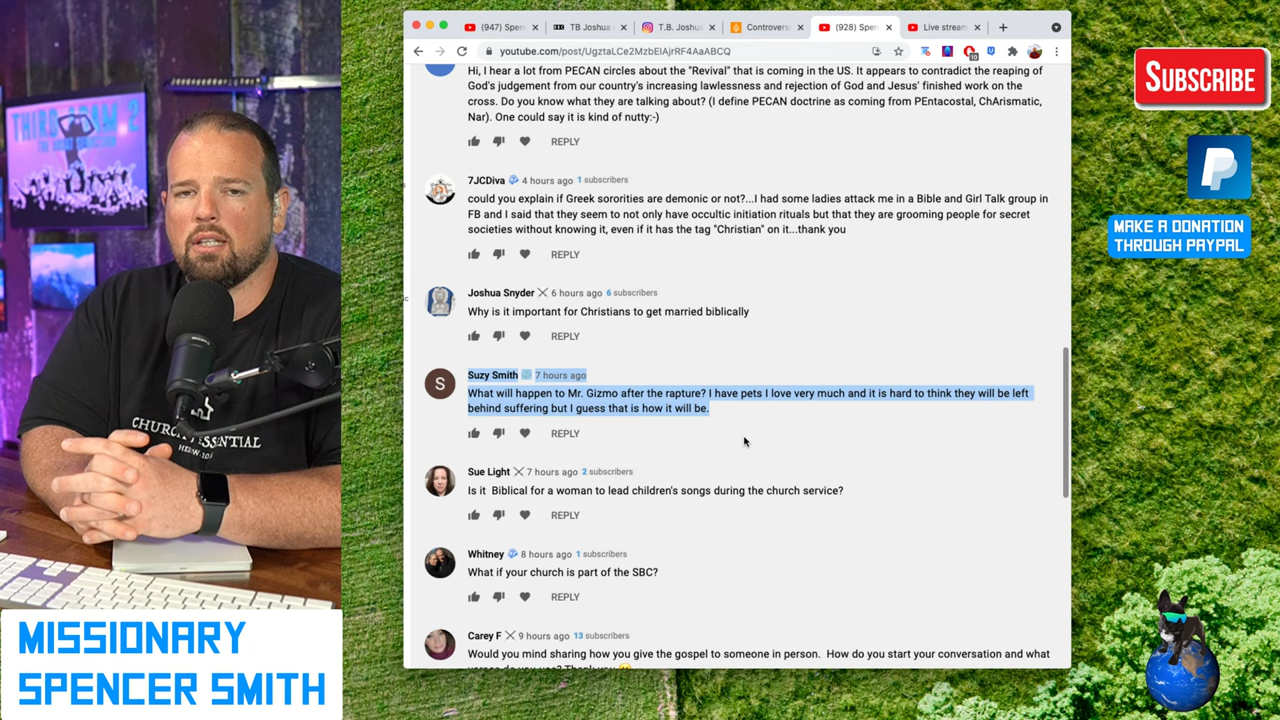 (947) Spen
TB Joshua
T.B. Joshua
Controvers
(928) Spen
Live stream
youtube.com/post/UgztaLCe2MzbEIAjrRF4AaABCQ
10
Hi, I hear a lot from PECAN circles about the "Revival" that is coming in the US. It appears to contradict the reaping of
God's judgement from our country's increasing lawlessness and rejection of God and Jesus' finished work on the
cross. Do you know what they are talking about? (I define PECAN doctrine as coming from PEntacostal, ChArismatic,
Nar). One could say it is kind of nutty:-)
REPLY
7JCDiva 4 hours ago 1 subscribers
could you explain if Greek sororities are demonic or not?...I had some ladies attack me in a Bible and Girl Talk group in
FB and I said that they seem to not only have occultic initiation rituals but that they are grooming people for secret
societies without knowing it, even if it has the tag "Christian" on it...thank you
REPLY
Joshua Snyder 6 hours ago 6 subscribers
Why is it important for Christians to get married biblically
REPLY
S
Suzy Smith 7 hours ago
What will happen to Mr. Gizmo after the rapture? I have pets I love very much and it is hard to think they will be left
behind suffering but I guess that is how it will be.
REPLY
Sue Light 7 hours ago 2 subscribers
Is it Biblical for a woman to lead children's songs during the church service?
REPLY
Whitney 8 hours ago 1 subscribers
What if your church is part of the SBC?
REPLY
Carey F 9 hours ago 13 subscribers
Would you mind sharing how you give the gospel to someone in person. How do you start your conversation and what
THIRD ADAM 2
MISSIONARY
SPENCER SMITH
SUBSCRIBE
MAKE A DONATION
THROUGH PAYPAL